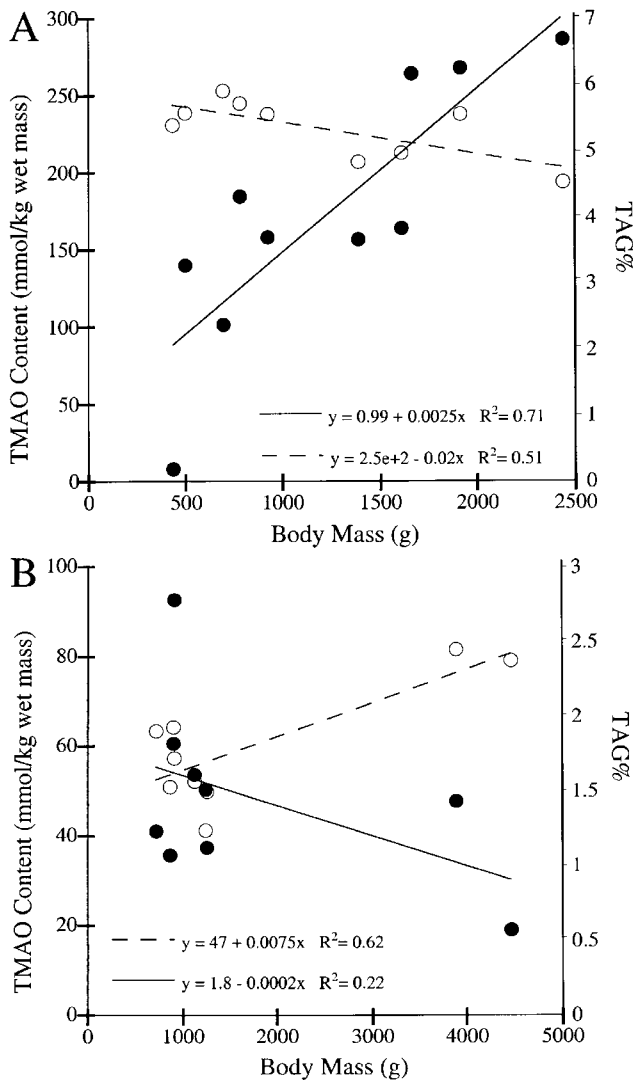 A
TMAO Content (mmol/kg wet mass)
300
250
200
150
100
50
0
7
6
5
4
3
2
1
0
TAG%
y = 0.99 + 0.0025x R²= 0.71
y = 2.5e+2 - 0.02x R²= 0.51
0 500 1000 1500 2000 2500
Body Mass (g)
B
TMAO Content (mmol/kg wet mass)
100
80
60
40
20
0
3
2.5
2
1.5
1
0.5
0
TAG%
y = 47 + 0.0075x R²= 0.62
y = 1.8 - 0.0002x R²= 0.22
0 1000 2000 3000 4000 5000
Body Mass (g)